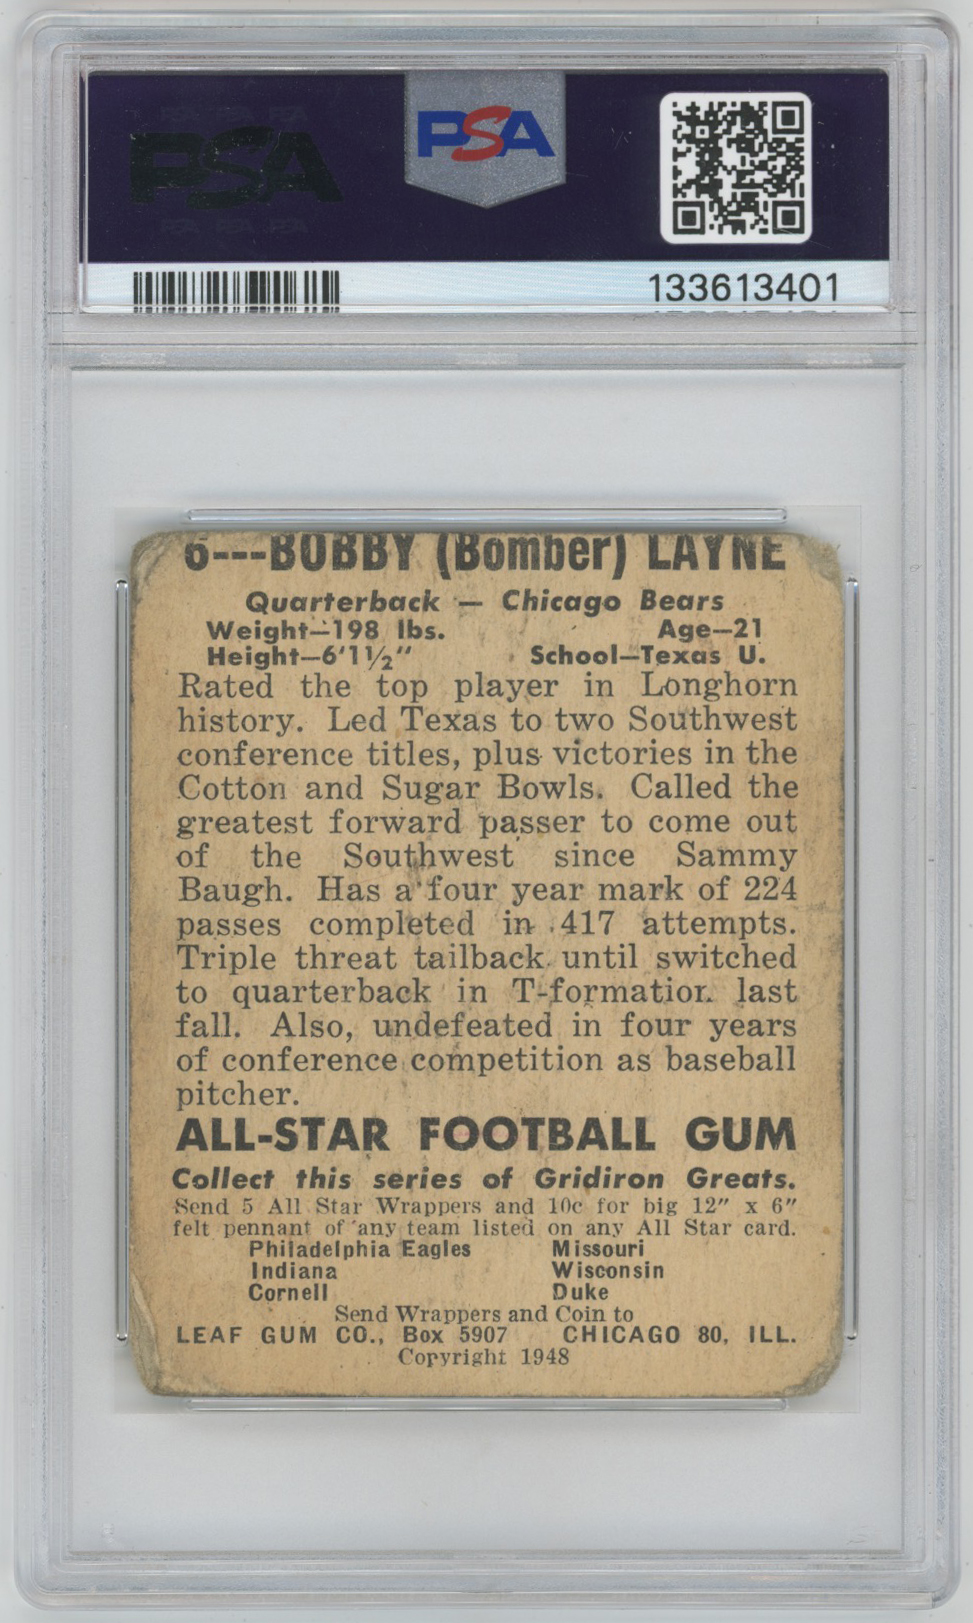 PSA
PSA
PSA PSA PSA
133613401
6---BOBBY (Bomber) LAYNE
Quarterback — Chicago Bears
Weight—198 lbs. Age—21
Height—6'1½" School—Texas U.
Rated the top player in Longhorn
history. Led Texas to two Southwest
conference titles, plus victories in the
Cotton and Sugar Bowls. Called the
greatest forward passer to come out
of the Southwest since Sammy
Baugh. Has a four year mark of 224
passes completed in 417 attempts.
Triple threat tailback until switched
to quarterback in T-formation last
fall. Also, undefeated in four years
of conference competition as baseball
pitcher.
ALL-STAR FOOTBALL GUM
Collect this series of Gridiron Greats.
Send 5 All Star Wrappers and 10c for big 12" x 6"
felt pennant of any team listed on any All Star card.
Philadelphia Eagles Missouri
Indiana Wisconsin
Cornell Duke
Send Wrappers and Coin to
LEAF GUM CO., Box 5907 CHICAGO 80, ILL.
Copyright 1948